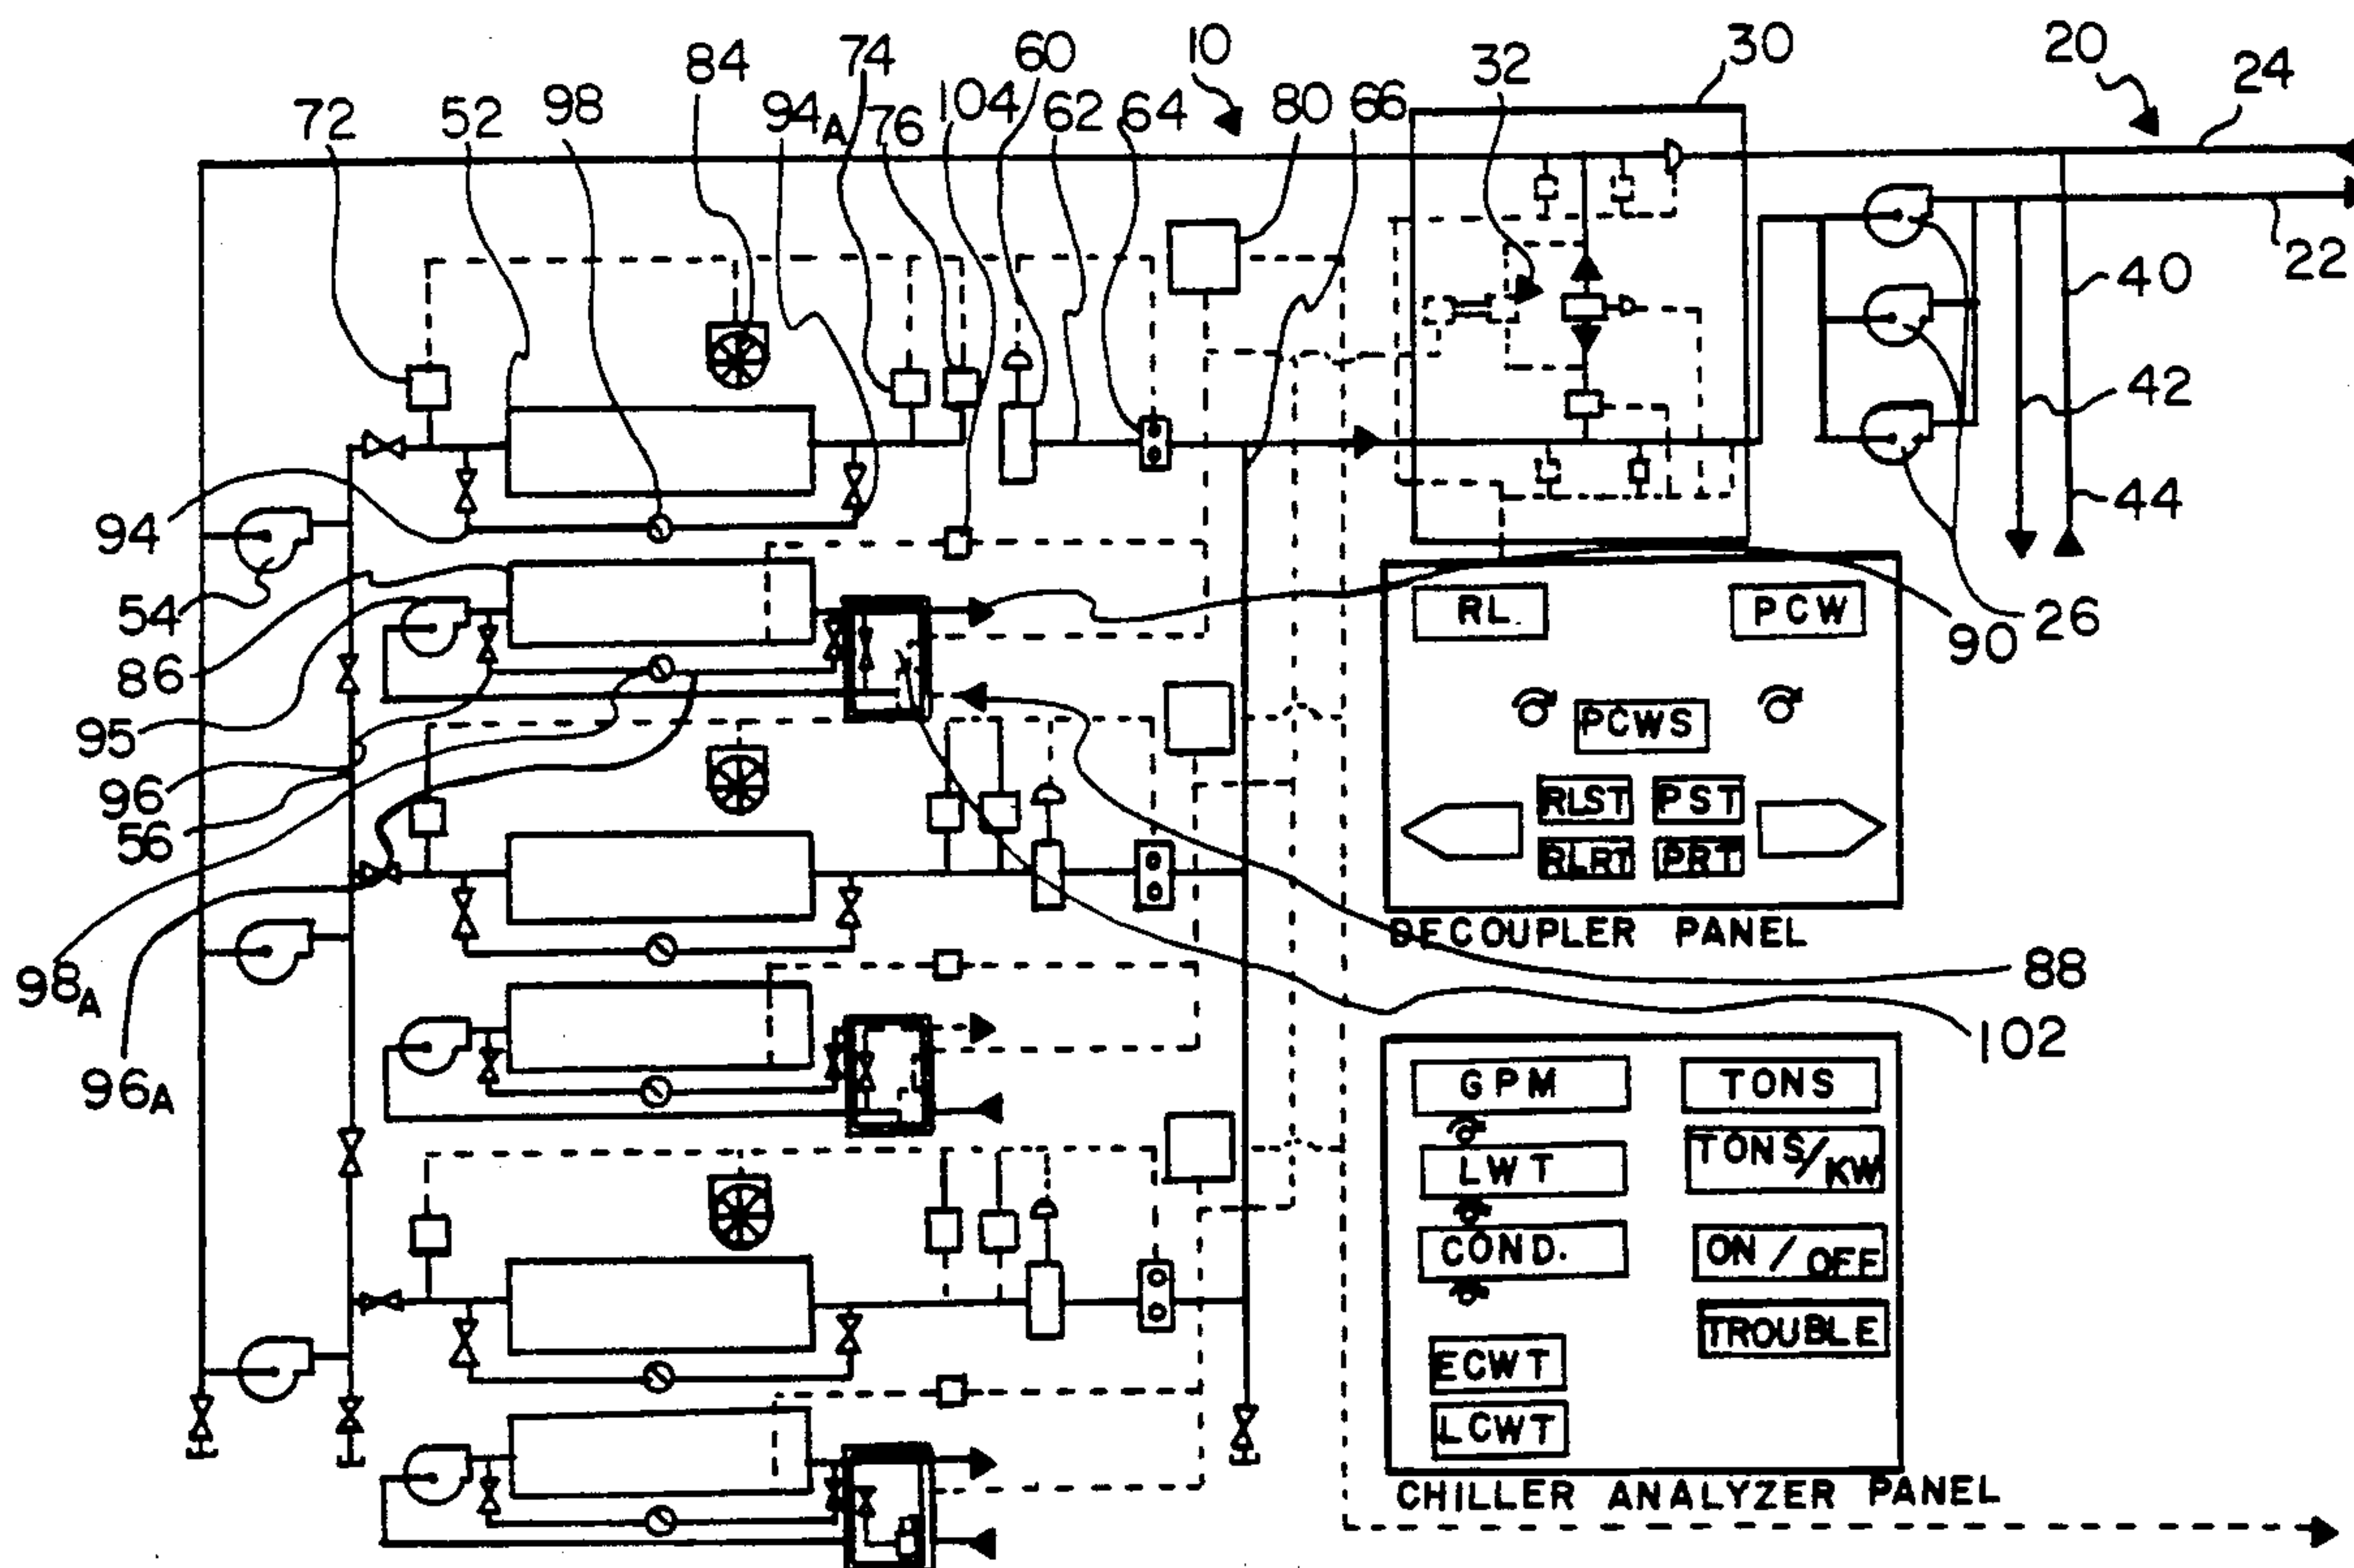 72
52
98
84
94A
74
76
104
60
62
64
10
80
66
32
30
20
24
22
40
42
44
94
54
86
95
96
56
98A
96A
90
26
RL
PCW
PCWS
RLST
PST
RLRT
PRT
DECOUPLER PANEL
88
102
GPM
TONS
LWT
TONS/KW
COND.
ON/OFF
TROUBLE
ECWT
LCWT
CHILLER ANALYZER PANEL